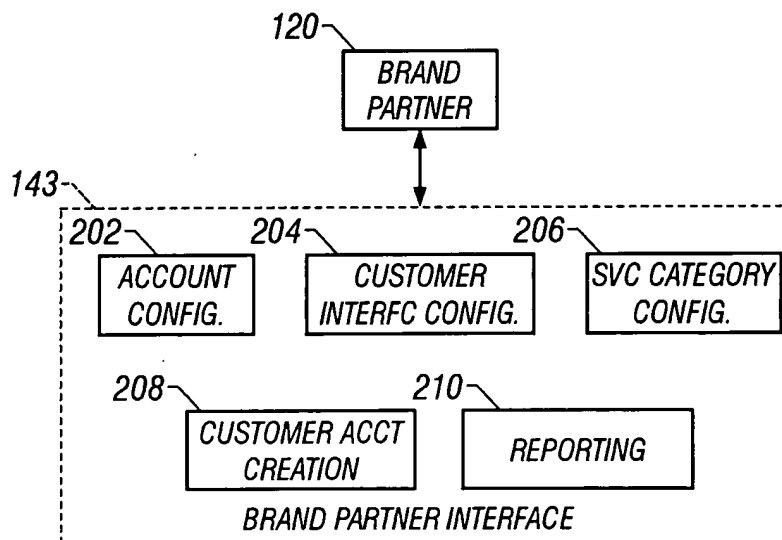 120
BRAND
PARTNER
143
202
204
206
ACCOUNT
CONFIG.
CUSTOMER
INTERFC CONFIG.
SVC CATEGORY
CONFIG.
208
210
CUSTOMER ACCT
CREATION
REPORTING
BRAND PARTNER INTERFACE